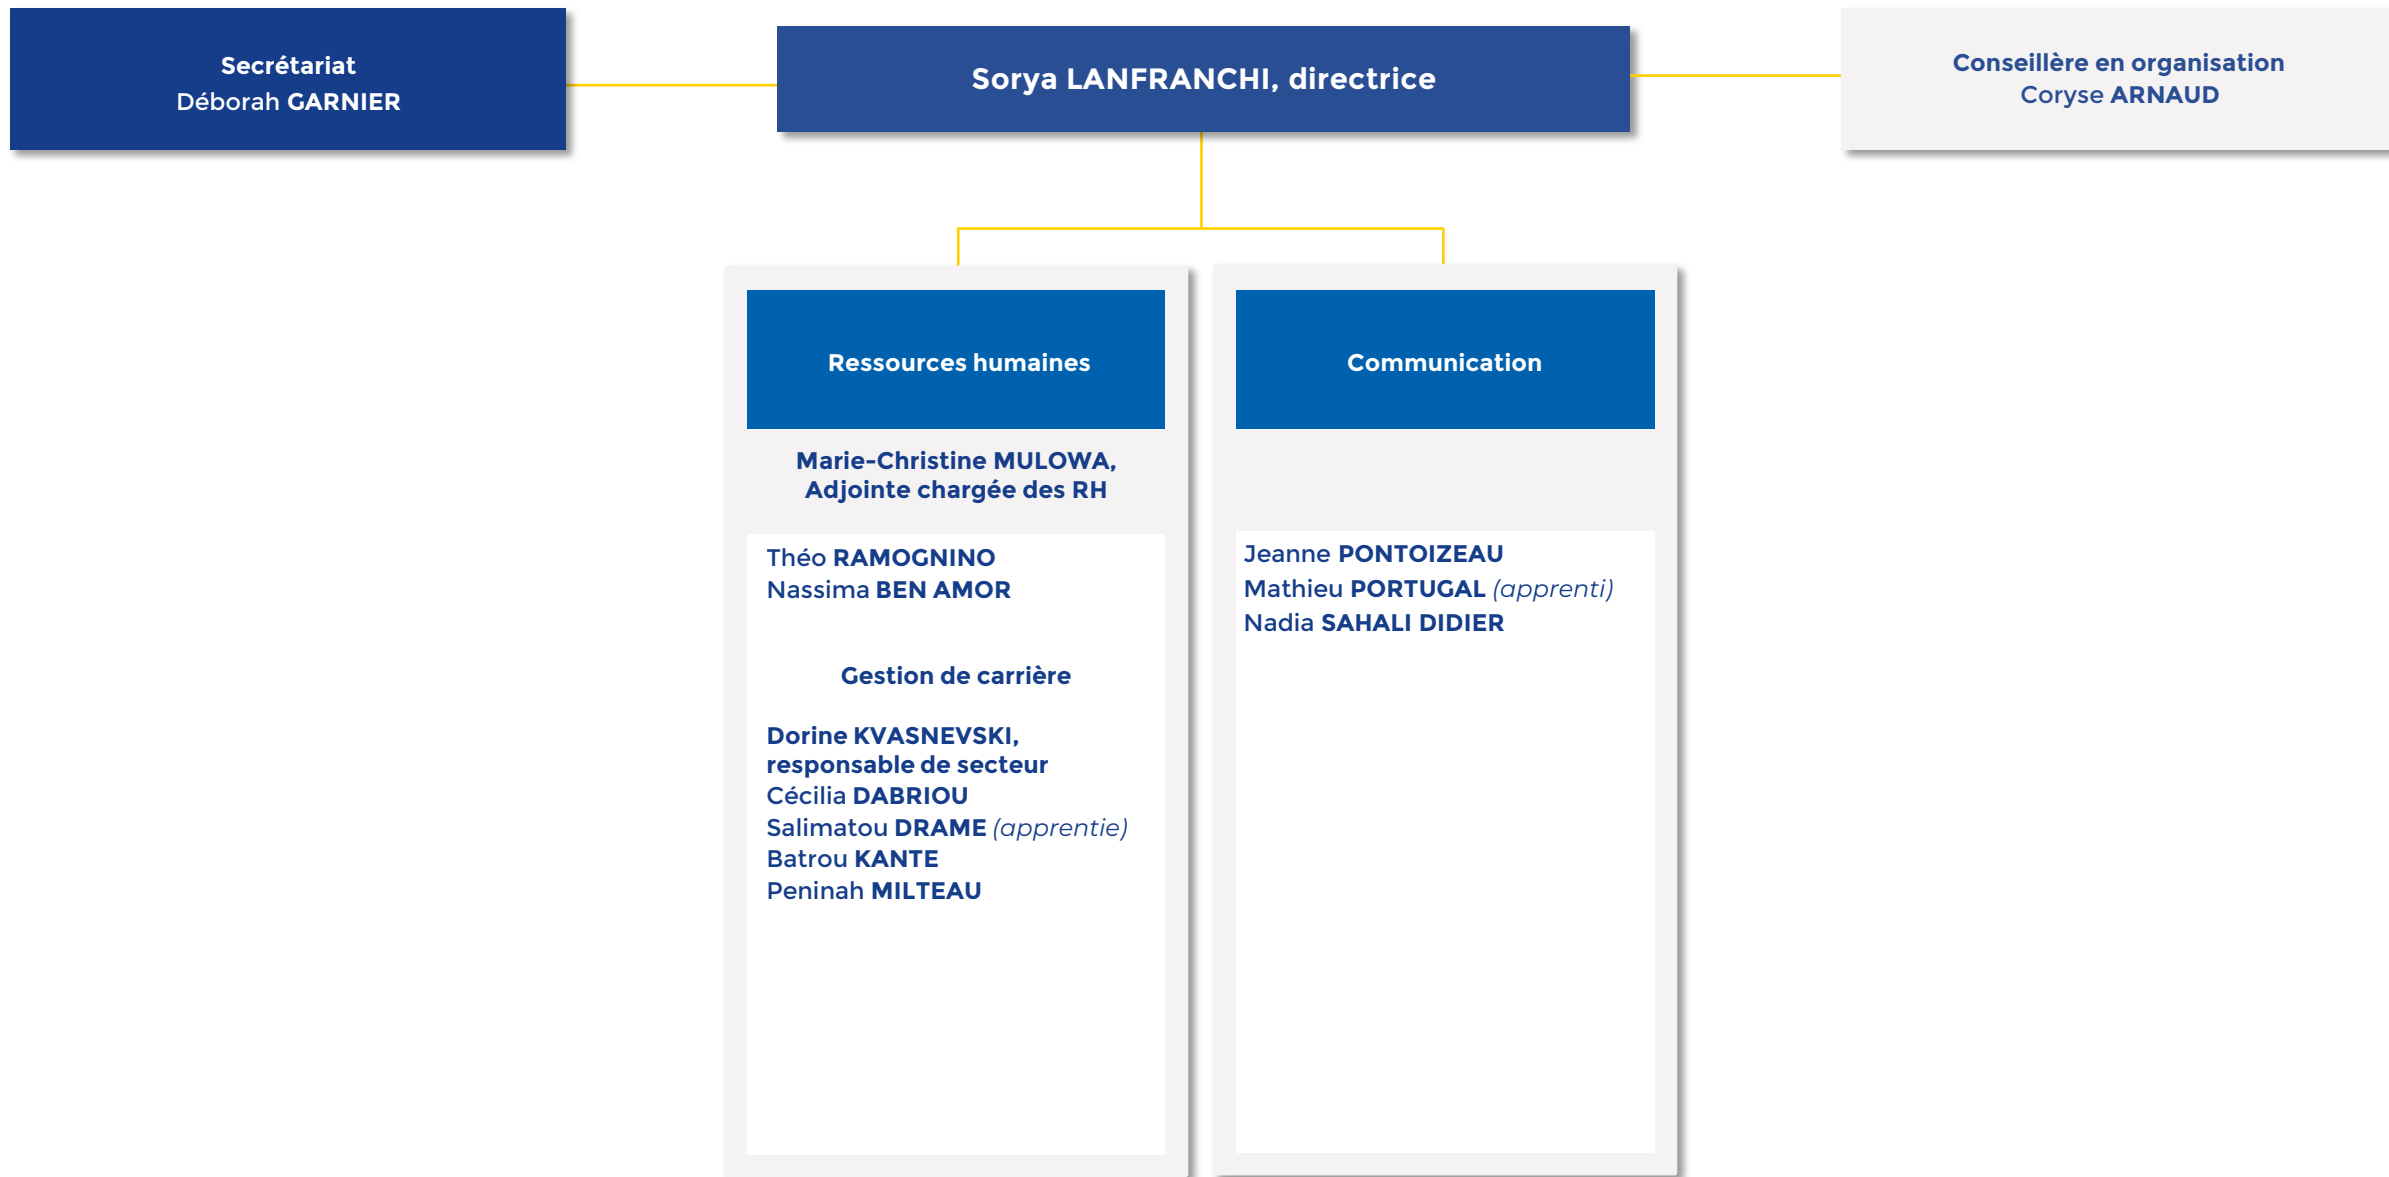 Secrétariat
Déborah GARNIER
Sorya LANFRANCHI, directrice
Conseillère en organisation
Coryse ARNAUD
Ressources humaines
Marie-Christine MULOWA,
Adjointe chargée des RH
Théo RAMOGNINO
Nassima BEN AMOR
Gestion de carrière
Dorine KVASNEVSKI,
responsable de secteur
Cécilia DABRIOU
Salimatou DRAME (apprentie)
Batrou KANTE
Peninah MILTEAU
Communication
Jeanne PONTOIZEAU
Mathieu PORTUGAL (apprenti)
Nadia SAHALI DIDIER